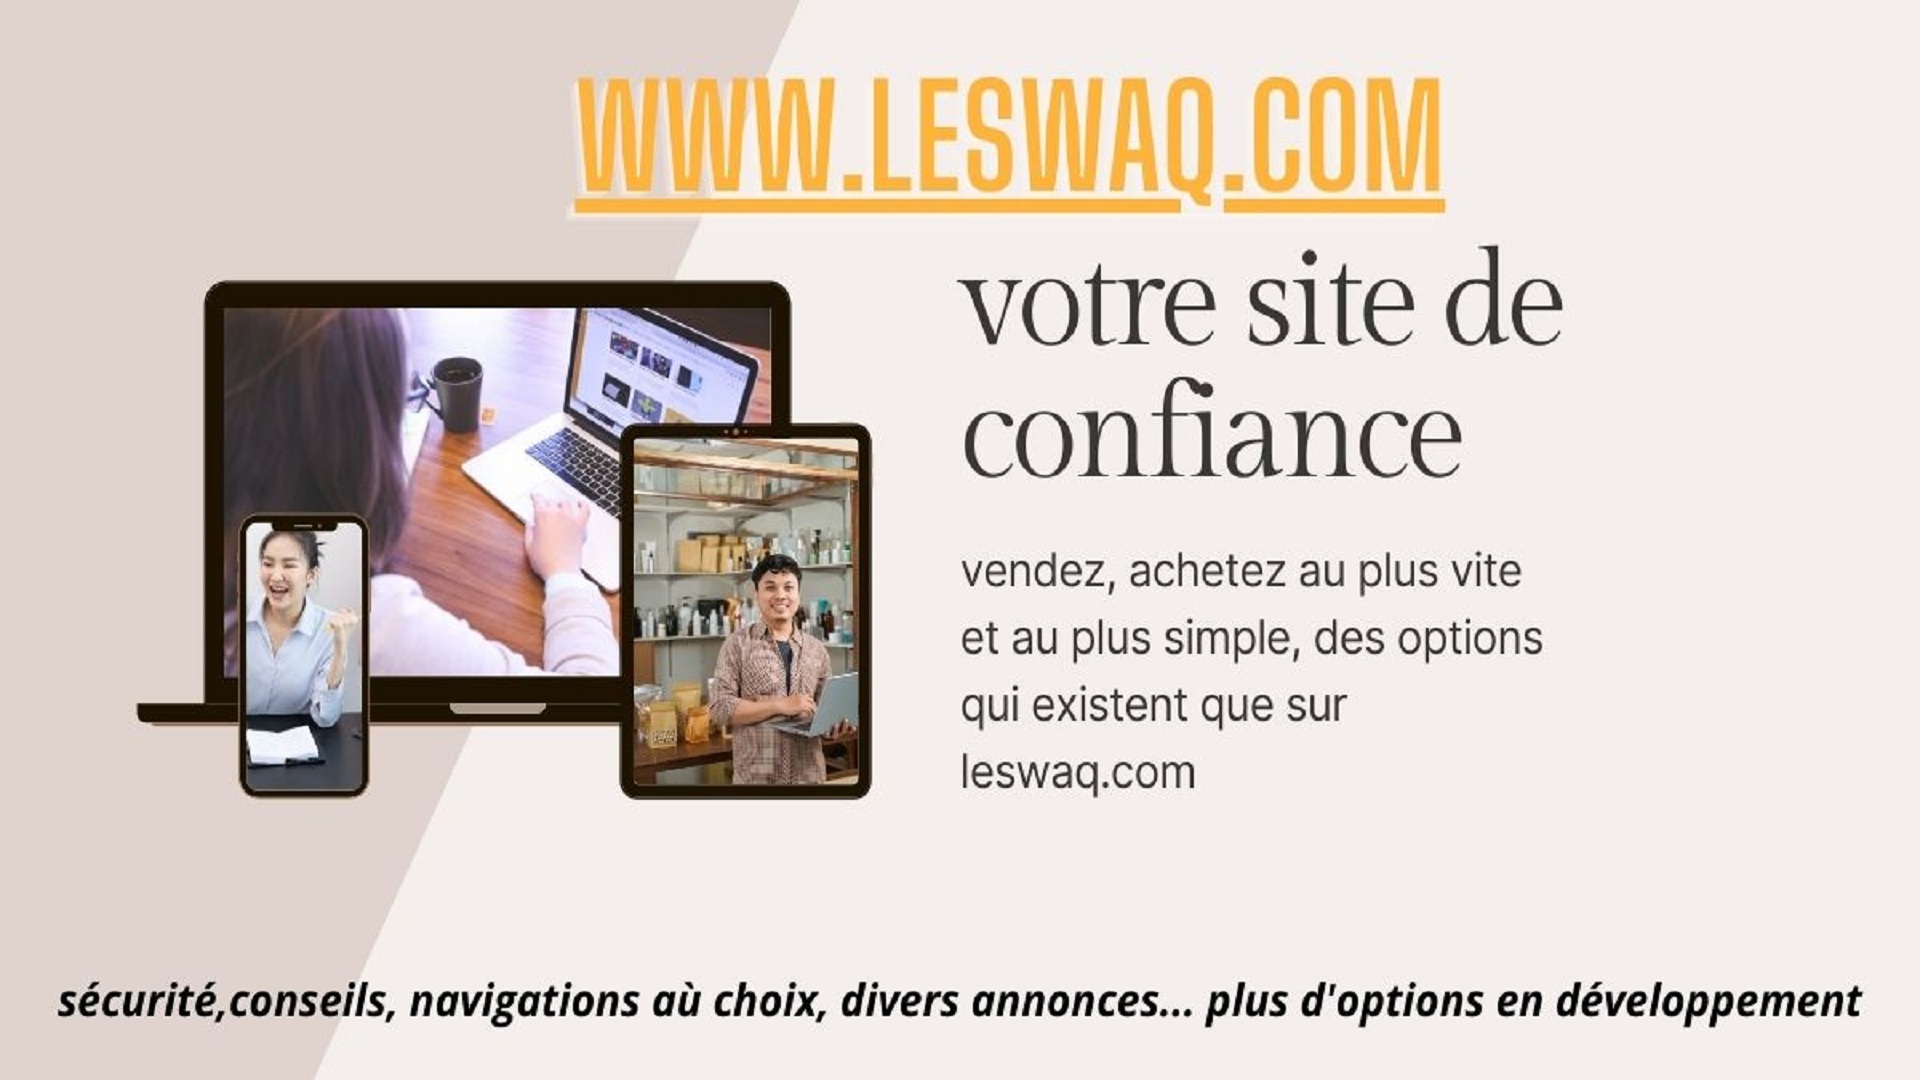 WWW.LESWAQ.COM
votre site de
confiance
vendez, achetez au plus vite
et au plus simple, des options
qui existent que sur
leswaq.com
sécurité,conseils, navigations aù choix, divers annonces... plus d'options en développement